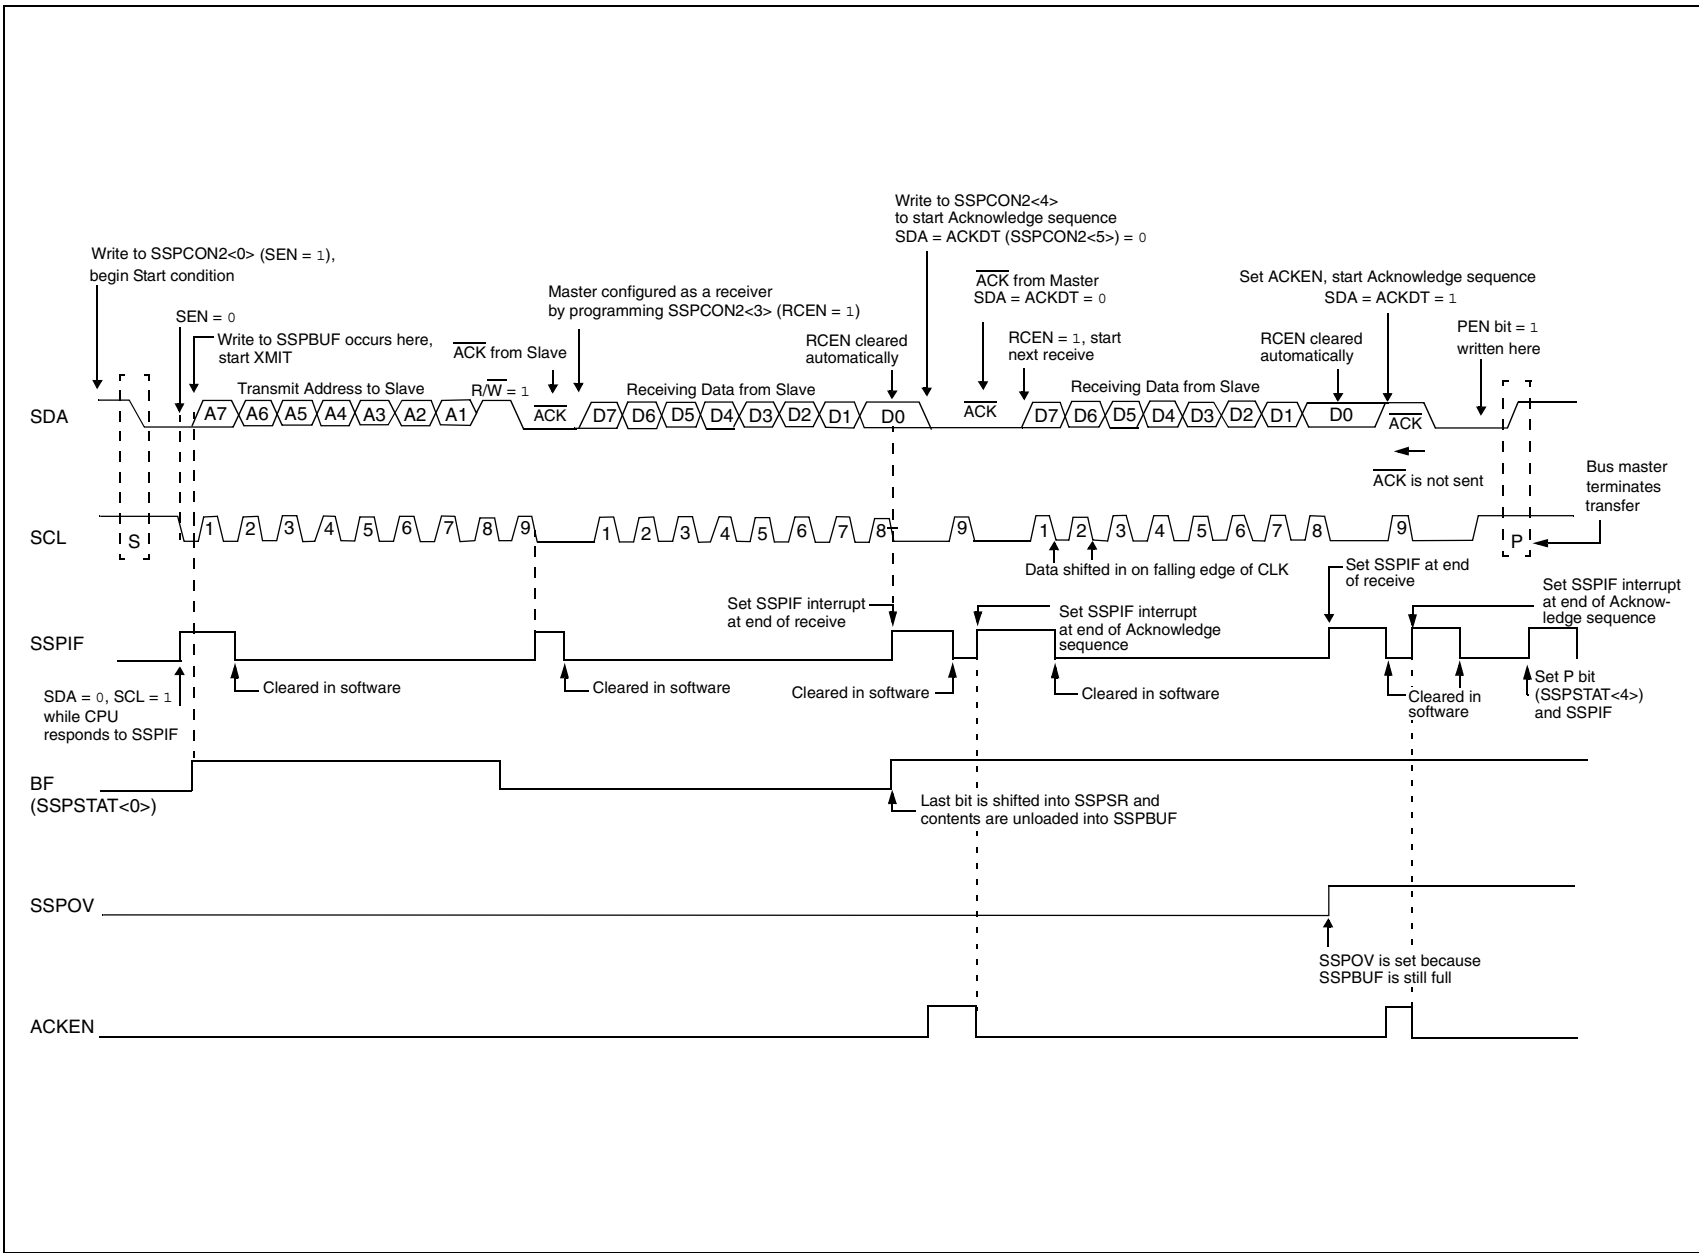 Write to SSPCON2<4>
to start Acknowledge sequence
SDA = ACKDT (SSPCON2<5>) = 0
Write to SSPCON2<0> (SEN = 1),
begin Start condition
ACK from Master
SDA = ACKDT = 0
Set ACKEN, start Acknowledge sequence
SDA = ACKDT = 1
Master configured as a receiver
by programming SSPCON2<3> (RCEN = 1)
SEN = 0
Write to SSPBUF occurs here,
start XMIT
ACK from Slave
RCEN cleared
automatically
RCEN = 1, start
next receive
RCEN cleared
automatically
PEN bit = 1
written here
Transmit Address to Slave
R/W = 1
Receiving Data from Slave
Receiving Data from Slave
SDA
A7 A6 A5 A4 A3 A2 A1 ACK D7 D6 D5 D4 D3 D2 D1 D0 ACK D7 D6 D5 D4 D3 D2 D1 D0 ACK
ACK is not sent
Bus master
terminates
transfer
SCL
S 1 2 3 4 5 6 7 8 9 1 2 3 4 5 6 7 8 9 1 2 3 4 5 6 7 8 9 P
Data shifted in on falling edge of CLK
Set SSPIF at end
of receive
Set SSPIF interrupt
at end of receive
Set SSPIF interrupt
at end of Acknowledge
sequence
Set SSPIF interrupt
at end of Acknow-
ledge sequence
SSPIF
Cleared in software
Cleared in software
Cleared in software
Cleared in software
Cleared in
software
Set P bit
(SSPSTAT<4>)
and SSPIF
SDA = 0, SCL = 1
while CPU
responds to SSPIF
BF
(SSPSTAT<0>)
Last bit is shifted into SSPSR and
contents are unloaded into SSPBUF
SSPOV
SSPOV is set because
SSPBUF is still full
ACKEN